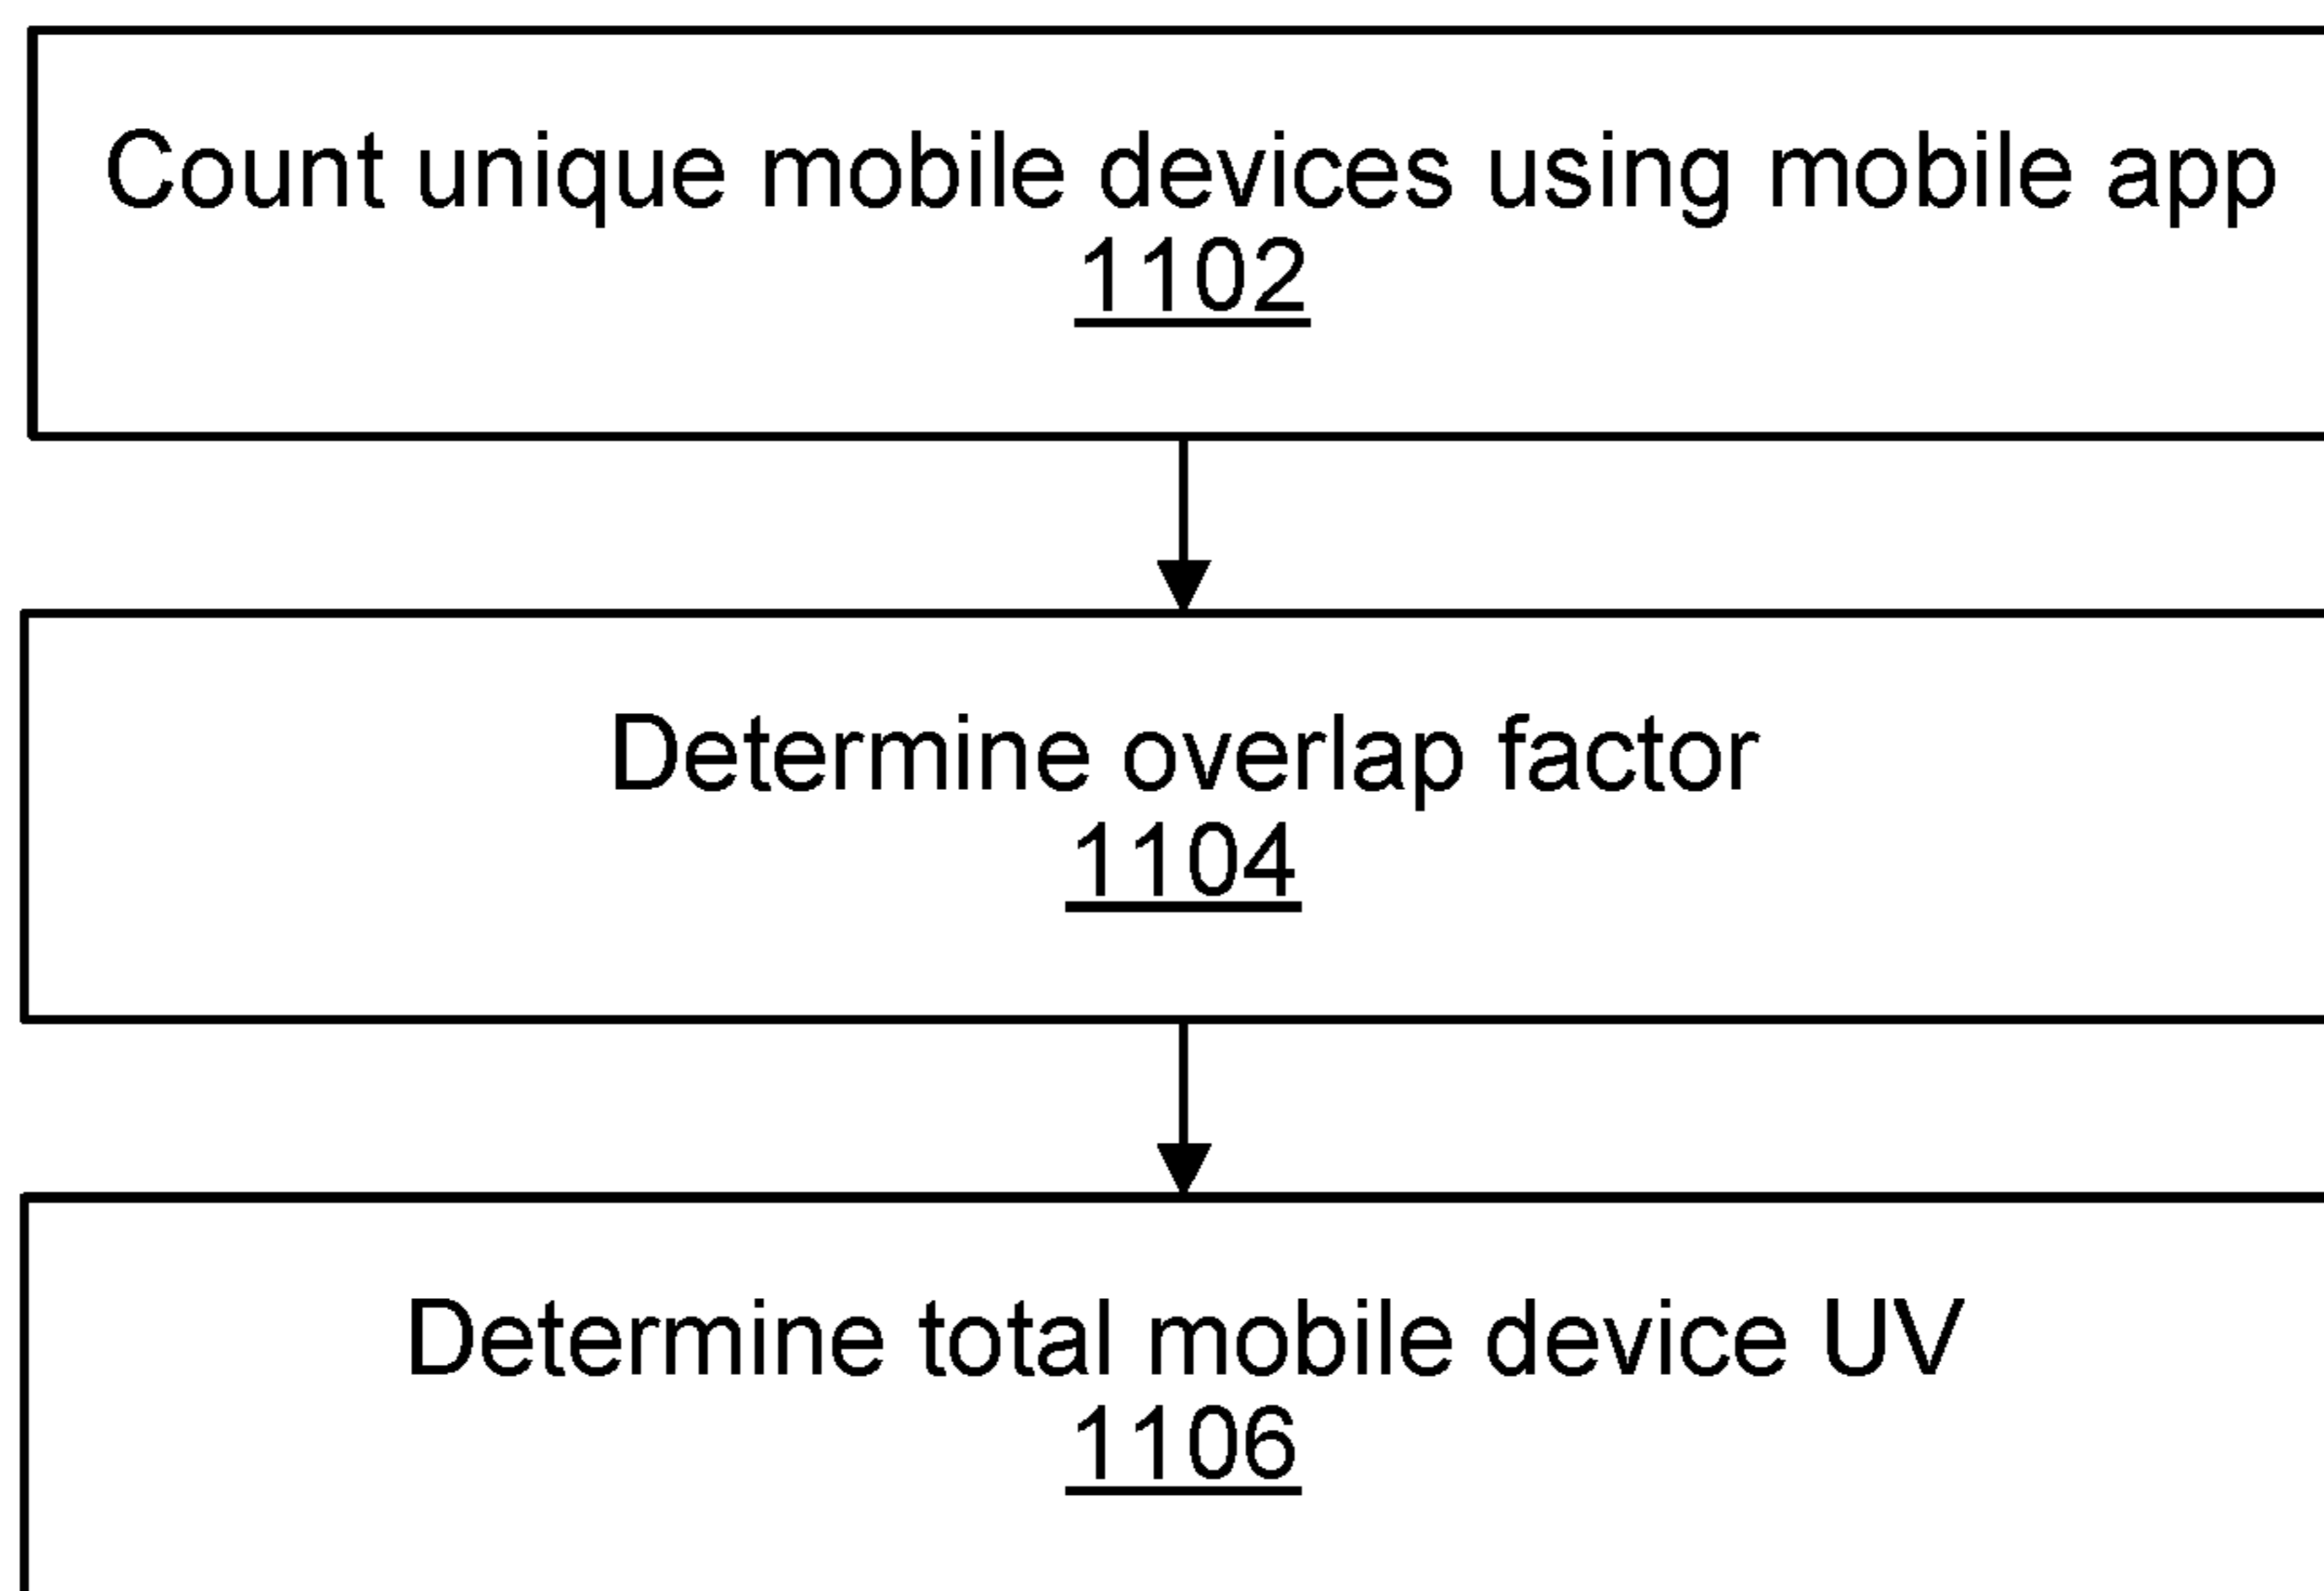 Count unique mobile devices using mobile app
1102
Determine overlap factor
1104
Determine total mobile device UV
1106